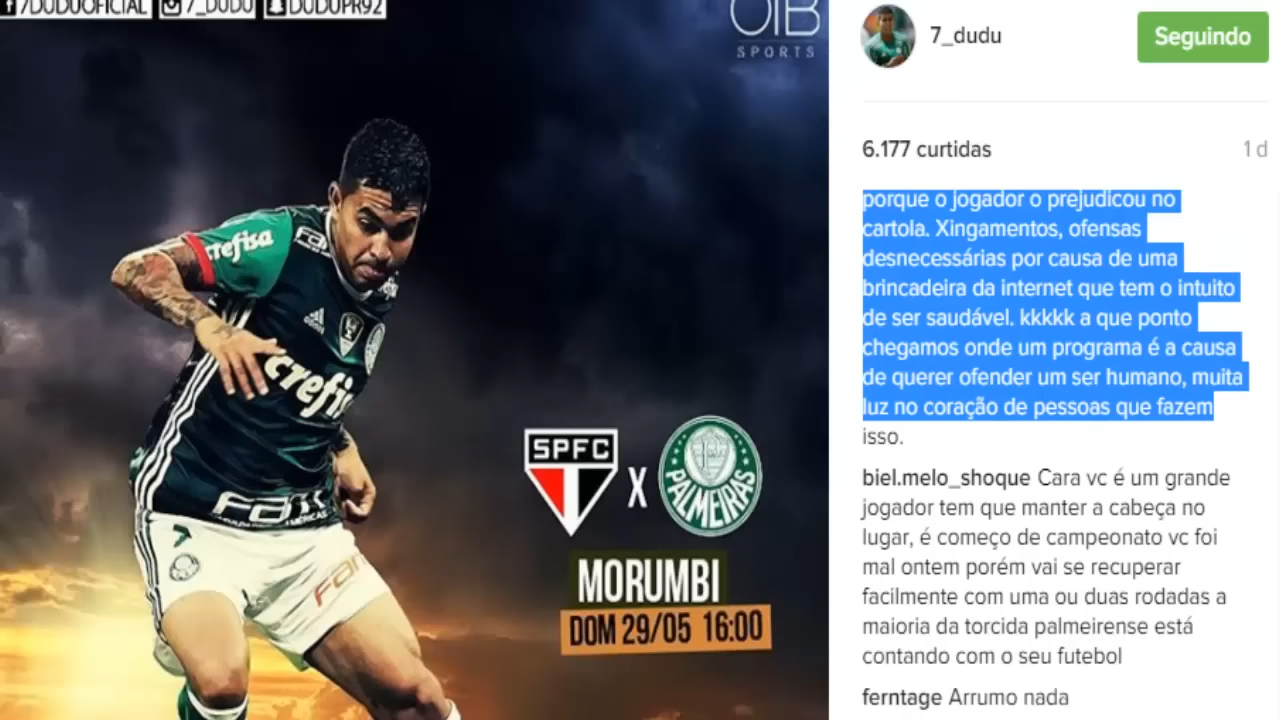 7DUDUOFICIAL 7_DUDU DUDUPR92
OTB
SPORTS
crefisa
FAM
adidas
crefi
FAM
FAM
SPFC
X
PALMEIRAS
MORUMBI
DOM 29/05 16:00
7_dudu
Seguindo
6.177 curtidas
1 d
porque o jogador o prejudicou no
cartola. Xingamentos, ofensas
desnecessárias por causa de uma
brincadeira da internet que tem o intuito
de ser saudável. kkkkk a que ponto
chegamos onde um programa é a causa
de querer ofender um ser humano, muita
luz no coração de pessoas que fazem
isso.
biel.melo_shoque Cara vc é um grande
jogador tem que manter a cabeça no
lugar, é começo de campeonato vc foi
mal ontem porém vai se recuperar
facilmente com uma ou duas rodadas a
maioria da torcida palmeirense está
contando com o seu futebol
ferntage Arrumo nada